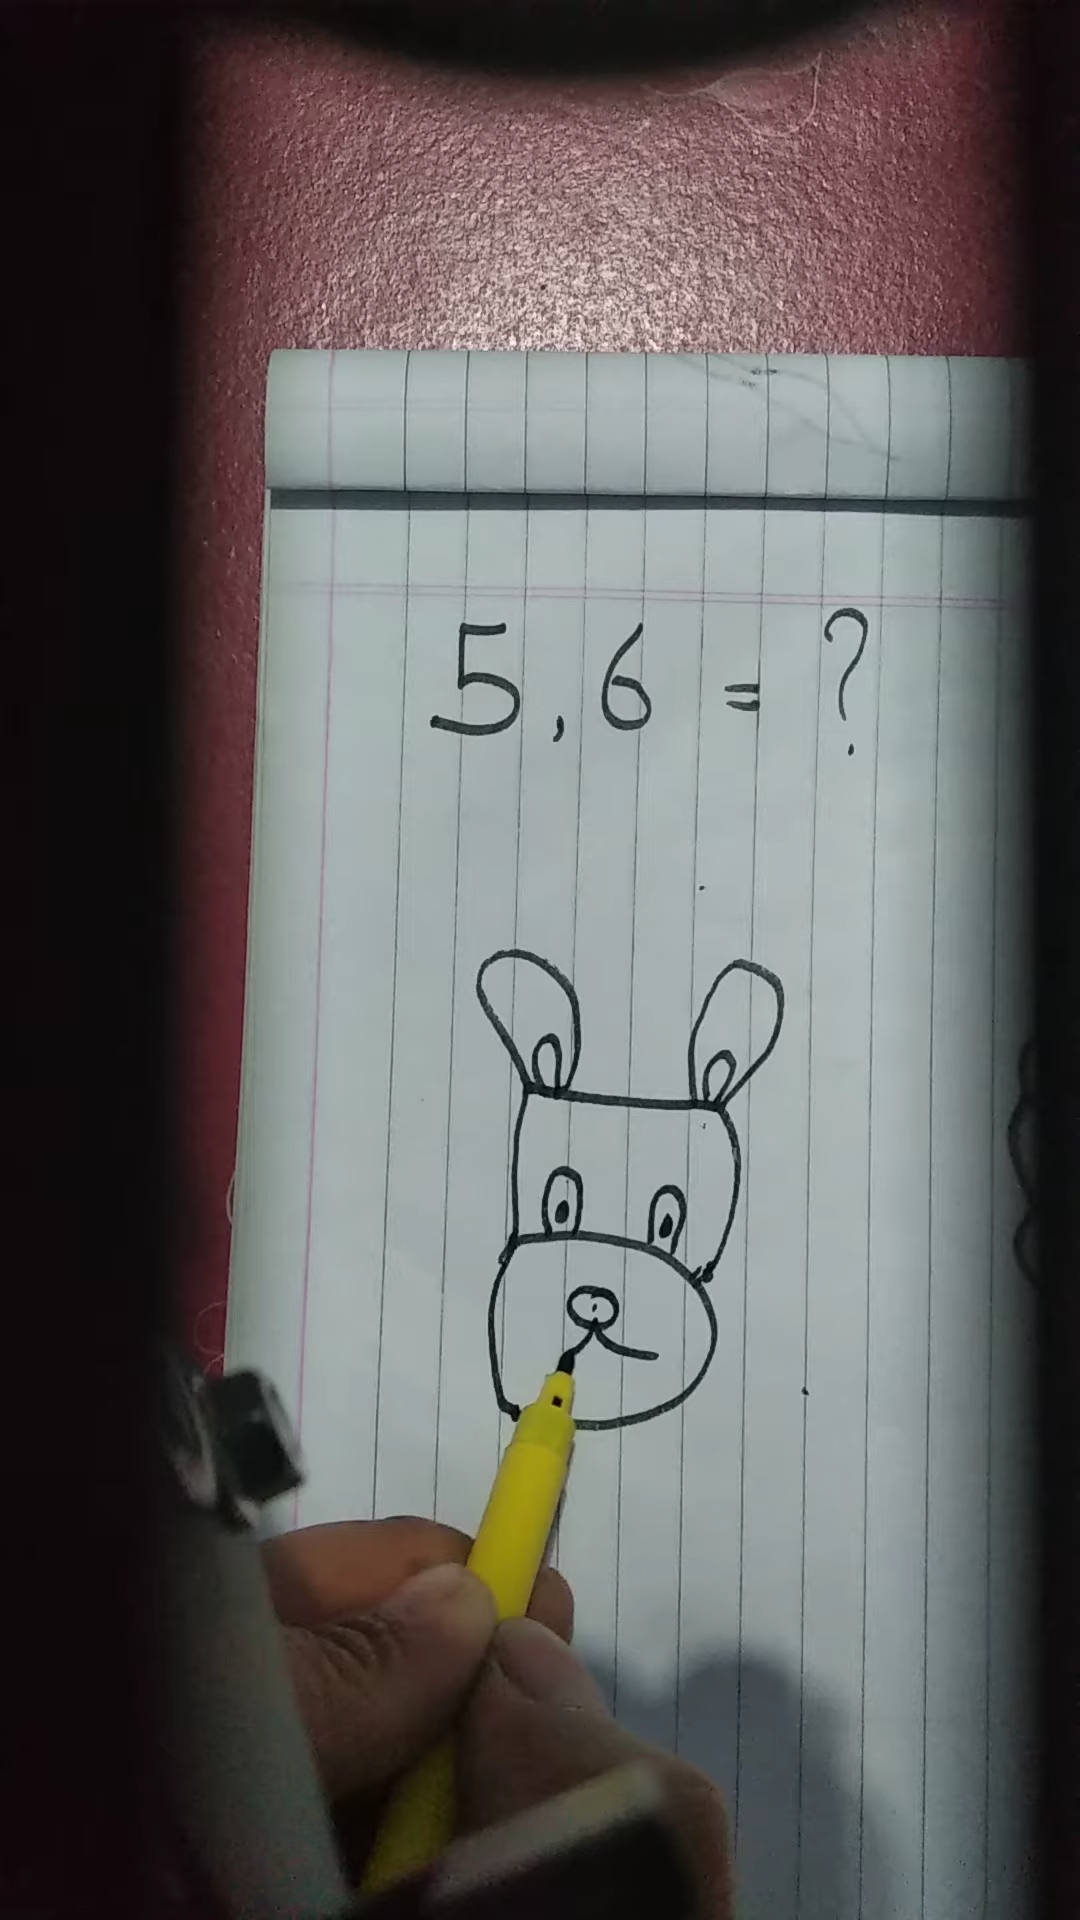 5,6 = ?